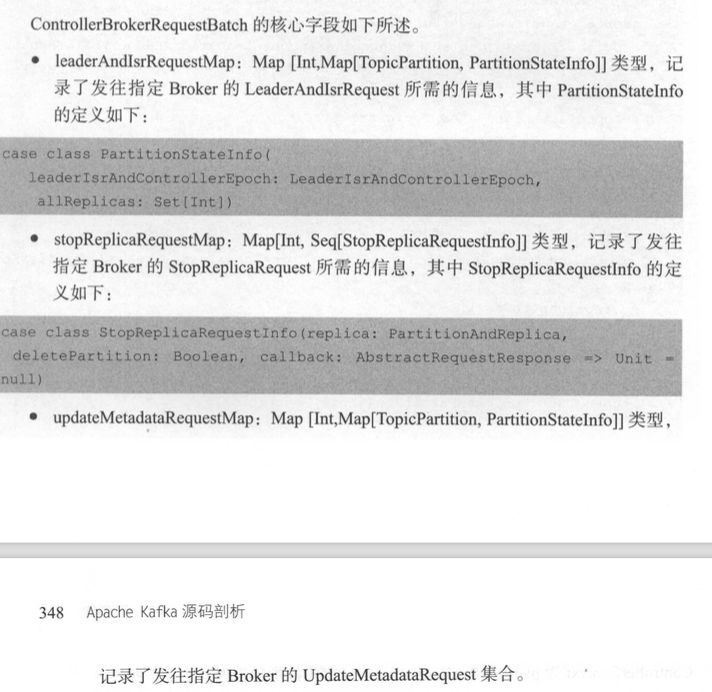 ControllerBrokerRequestBatch 的核心字段如下所述。
• leaderAndIsrRequestMap：Map [Int,Map[TopicPartition, PartitionStateInfo]] 类型，记
录了发往指定 Broker 的 LeaderAndIsrRequest 所需的信息，其中 PartitionStateInfo
的定义如下：
case class PartitionStateInfo(
leaderIsrAndControllerEpoch: LeaderIsrAndControllerEpoch,
allReplicas: Set[Int])
• stopReplicaRequestMap：Map[Int, Seq[StopReplicaRequestInfo]] 类型，记录了发往
指定 Broker 的 StopReplicaRequest 所需的信息，其中 StopReplicaRequestInfo 的定
义如下：
case class StopReplicaRequestInfo(replica: PartitionAndReplica,
deletePartition: Boolean, callback: AbstractRequestResponse => Unit =
null)
• updateMetadataRequestMap：Map [Int,Map[TopicPartition, PartitionStateInfo]] 类型，
348 Apache Kafka 源码剖析
记录了发往指定 Broker 的 UpdateMetadataRequest 集合。